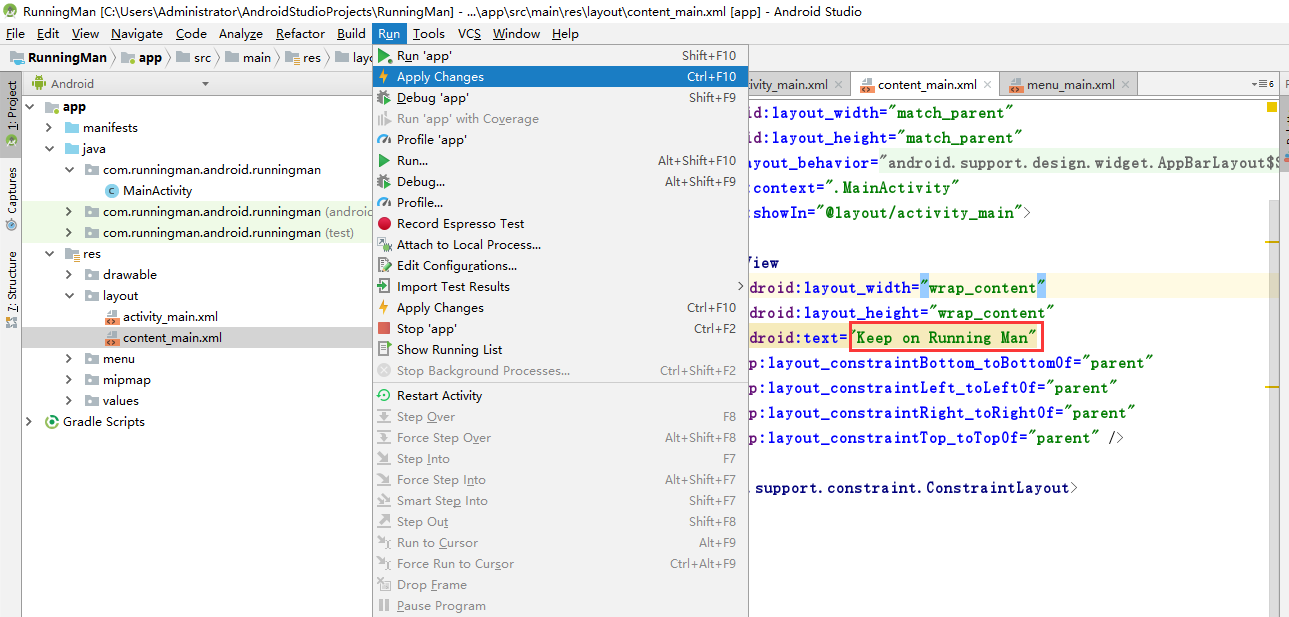 RunningMan [C:\Users\Administrator\AndroidStudioProjects\RunningMan] - ...\app\src\main\res\layout\content_main.xml [app] - Android Studio
File Edit View Navigate Code Analyze Refactor Build Run Tools VCS Window Help
RunningMan app src main res layo
1: Project
Captures
7: Structure
Android
app
manifests
java
com.runningman.android.runningman
MainActivity
com.runningman.android.runningman (androi
com.runningman.android.runningman (test)
res
drawable
layout
activity_main.xml
content_main.xml
menu
mipmap
values
Gradle Scripts
Run 'app' Shift+F10
Apply Changes Ctrl+F10
Debug 'app' Shift+F9
Run 'app' with Coverage
Profile 'app'
Run... Alt+Shift+F10
Debug... Alt+Shift+F9
Profile...
Record Espresso Test
Attach to Local Process...
Edit Configurations...
Import Test Results
Apply Changes Ctrl+F10
Stop 'app' Ctrl+F2
Show Running List
Stop Background Processes... Ctrl+Shift+F2
Restart Activity
Step Over F8
Force Step Over Alt+Shift+F8
Step Into F7
Force Step Into Alt+Shift+F7
Smart Step Into Shift+F7
Step Out Shift+F8
Run to Cursor Alt+F9
Force Run to Cursor Ctrl+Alt+F9
Drop Frame
Pause Program
ivity_main.xml content_main.xml menu_main.xml 6
id:layout_width="match_parent"
id:layout_height="match_parent"
ayout_behavior="android.support.design.widget.AppBarLayout$S
:context=".MainActivity"
:showIn="@layout/activity_main">
View
droid:layout_width="wrap_content"
droid:layout_height="wrap_content"
droid:text="Keep on Running Man"
p:layout_constraintBottom_toBottomOf="parent"
p:layout_constraintLeft_toLeftOf="parent"
p:layout_constraintRight_toRightOf="parent"
p:layout_constraintTop_toTopOf="parent" />
.support.constraint.ConstraintLayout>